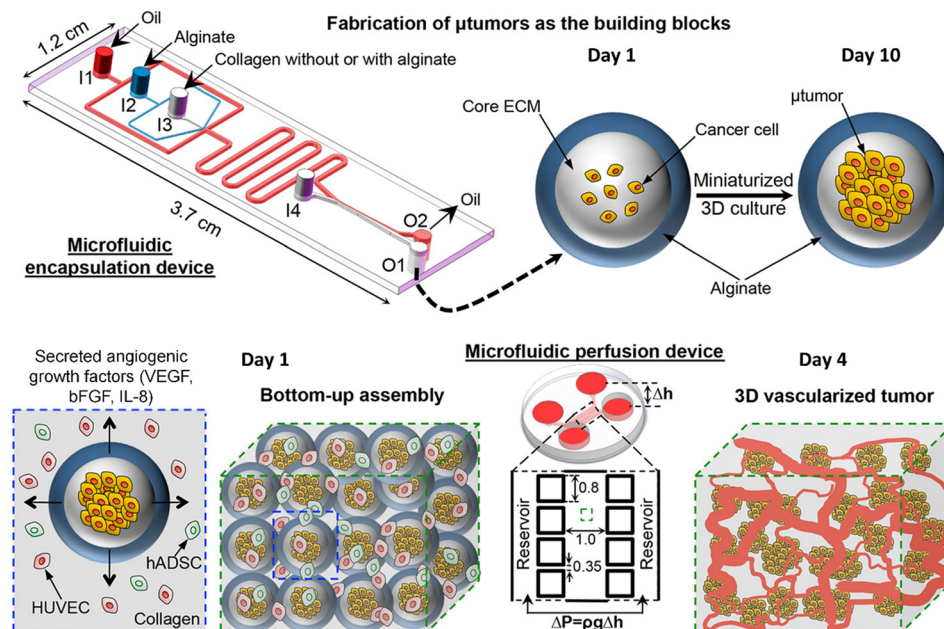 Fabrication of µtumors as the building blocks
1.2 cm
Oil
Alginate
Collagen without or with alginate
I1
I2
I3
I4
O2
O1
Oil
3.7 cm
Microfluidic
encapsulation device
Day 1
Day 10
Core ECM
Cancer cell
µtumor
Miniaturized
3D culture
Alginate
Secreted angiogenic
growth factors (VEGF,
bFGF, IL-8)
hADSC
HUVEC
Collagen
Day 1
Bottom-up assembly
Microfluidic perfusion device
Δh
Reservoir
0.8
1.0
0.35
Reservoir
ΔP=ρgΔh
Day 4
3D vascularized tumor